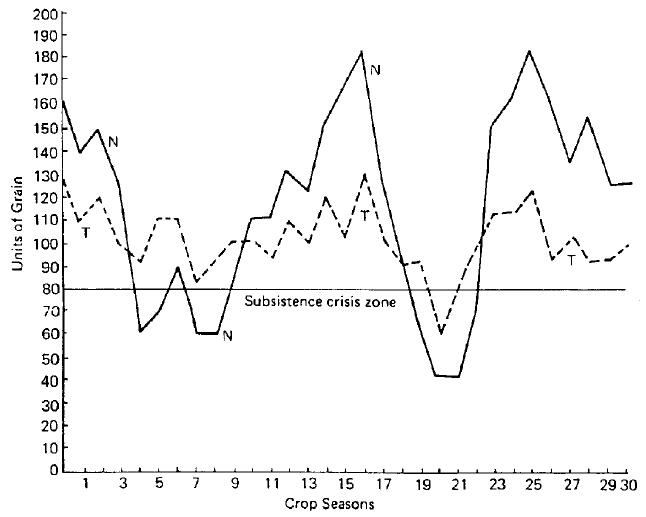 200
190
180
170
N
160
150
N
140
130
120
T
110
T
100
T
90
80
Subsistence crisis zone
70
N
60
50
40
30
20
10
0
Units of Grain
1 3 5 7 9 11 13 15 17 19 21 23 25 27 29 30
Crop Seasons